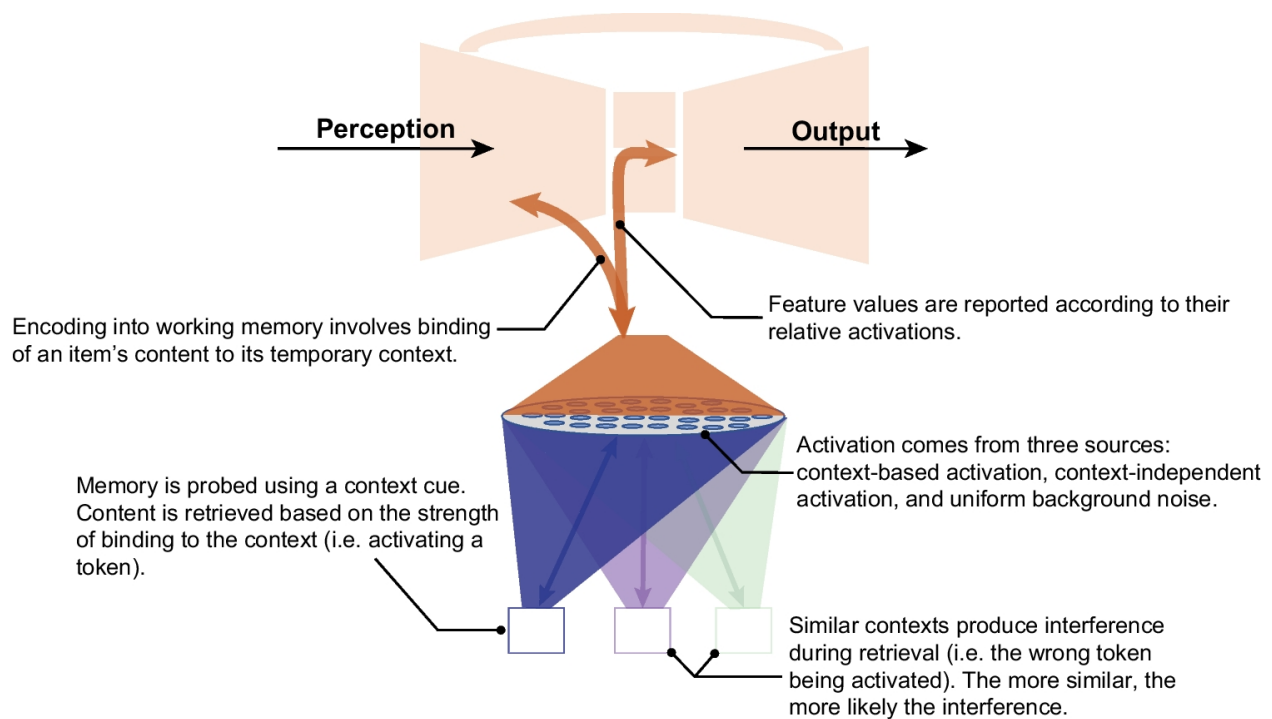 Perception
Output
Encoding into working memory involves binding
of an item's content to its temporary context.
Feature values are reported according to their
relative activations.
Activation comes from three sources:
context-based activation, context-independent
activation, and uniform background noise.
Memory is probed using a context cue.
Content is retrieved based on the strength
of binding to the context (i.e. activating a
token).
Similar contexts produce interference
during retrieval (i.e. the wrong token
being activated). The more similar, the
more likely the interference.